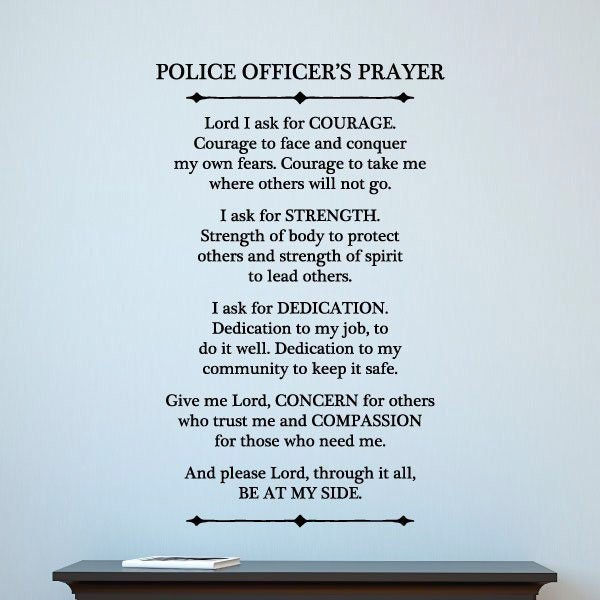 POLICE OFFICER'S PRAYER
Lord I ask for COURAGE.
Courage to face and conquer
my own fears. Courage to take me
where others will not go.
I ask for STRENGTH.
Strength of body to protect
others and strength of spirit
to lead others.
I ask for DEDICATION.
Dedication to my job, to
do it well. Dedication to my
community to keep it safe.
Give me Lord, CONCERN for others
who trust me and COMPASSION
for those who need me.
And please Lord, through it all,
BE AT MY SIDE.